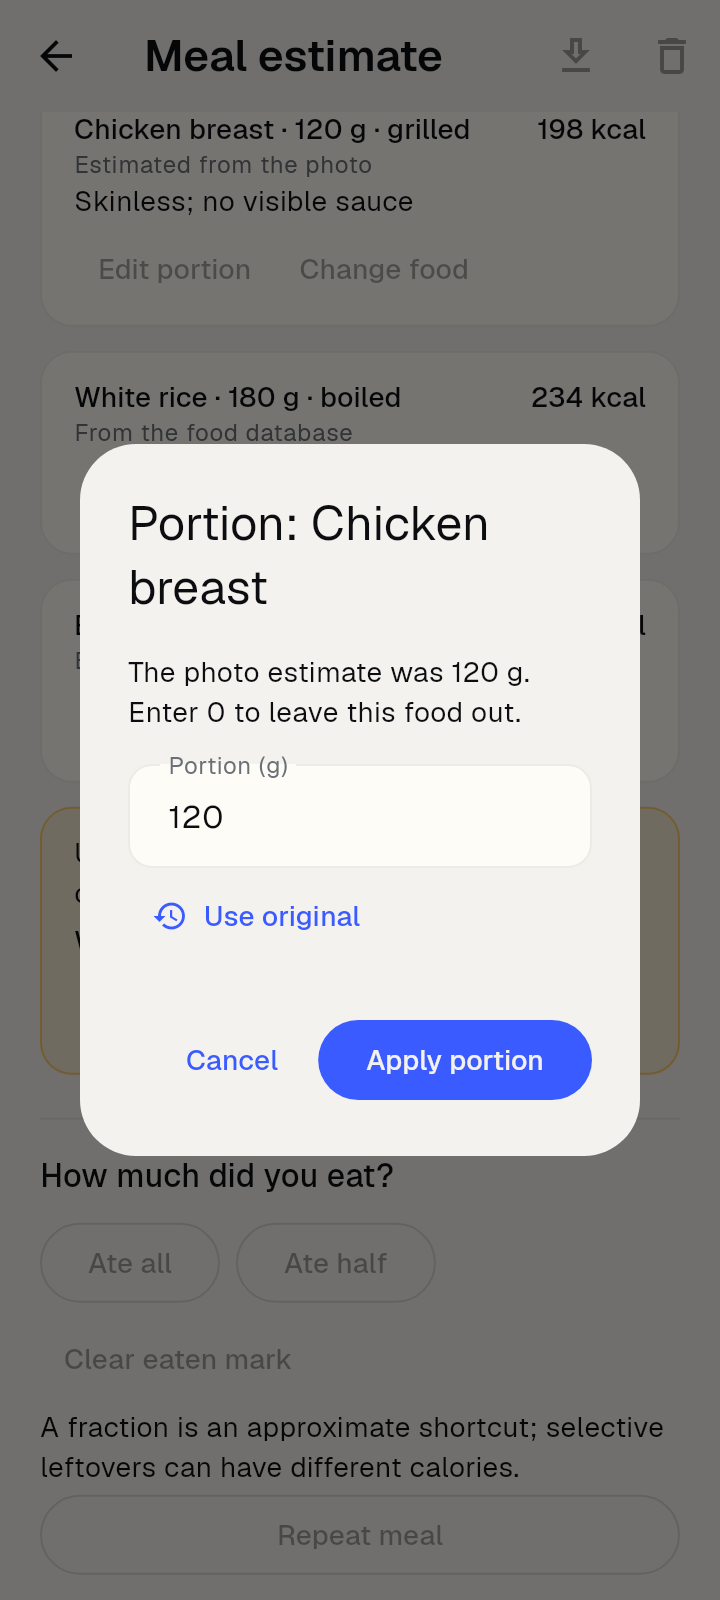 Meal estimate
Chicken breast · 120 g · grilled 198 kcal
Estimated from the photo
Skinless; no visible sauce
Edit portion Change food
White rice · 180 g · boiled 234 kcal
From the food database
Portion: Chicken
breast
The photo estimate was 120 g.
Enter 0 to leave this food out.
Portion (g)
120
Use original
Cancel Apply portion
How much did you eat?
Ate all Ate half
Clear eaten mark
A fraction is an approximate shortcut; selective
leftovers can have different calories.
Repeat meal